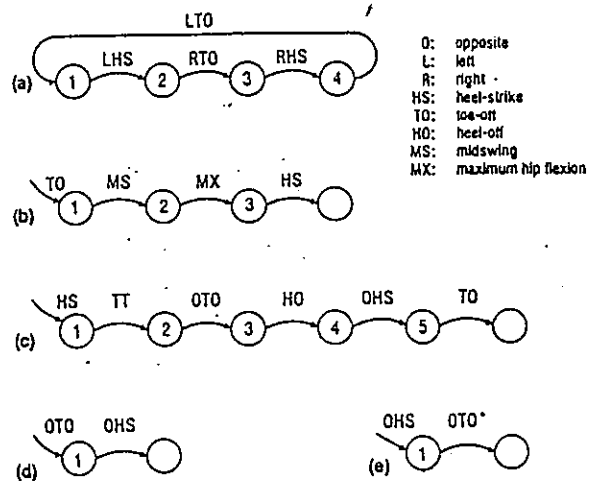 LTO
LHS RTO RHS
(a) 1 2 3 4
O: opposite
L: left
R: right
HS: heel-strike
TO: toe-off
HO: heel-off
MS: midswing
MX: maximum hip flexion
TO MS MX HS
(b) 1 2 3
HS TT OTO HO OHS TO
(c) 1 2 3 4 5
OTO OHS
(d) 1
OHS OTO
(e) 1